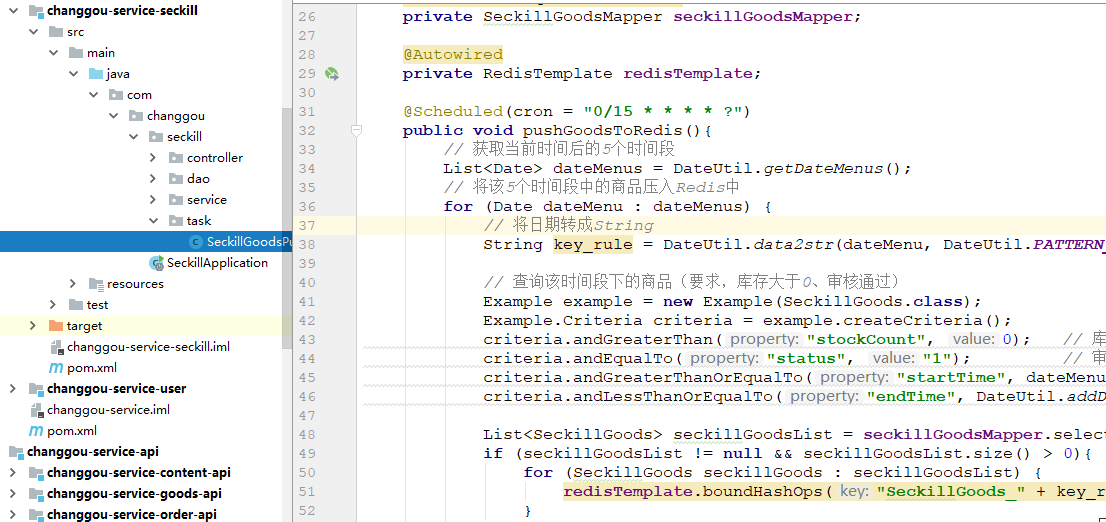 changgou-service-seckill
src
main
java
com
changgou
seckill
controller
dao
service
task
SeckillGoodsPu
SeckillApplication
resources
test
target
changgou-service-seckill.iml
pom.xml
changgou-service-user
changgou-service.iml
pom.xml
changgou-service-api
changgou-service-content-api
changgou-service-goods-api
changgou-service-order-api
26 private SeckillGoodsMapper seckillGoodsMapper;
27
28 @Autowired
29 private RedisTemplate redisTemplate;
30
31 @Scheduled(cron = "0/15 * * * * ?")
32 public void pushGoodsToRedis(){
33 // 获取当前时间后的5个时间段
34 List<Date> dateMenus = DateUtil.getDateMenus();
35 // 将该5个时间段中的商品压入Redis中
36 for (Date dateMenu : dateMenus) {
37 // 将日期转成String
38 String key_rule = DateUtil.data2str(dateMenu, DateUtil.PATTERN_
39
40 // 查询该时间段下的商品（要求，库存大于0、审核通过）
41 Example example = new Example(SeckillGoods.class);
42 Example.Criteria criteria = example.createCriteria();
43 criteria.andGreaterThan( property: "stockCount", value: 0); // 库
44 criteria.andEqualTo( property: "status", value: "1"); // 审
45 criteria.andGreaterThanOrEqualTo( property: "startTime", dateMenu
46 criteria.andLessThanOrEqualTo( property: "endTime", DateUtil.addD
47
48 List<SeckillGoods> seckillGoodsList = seckillGoodsMapper.selec
49 if (seckillGoodsList != null && seckillGoodsList.size() > 0){
50 for (SeckillGoods seckillGoods : seckillGoodsList) {
51 redisTemplate.boundHashOps( key: "SeckillGoods_" + key_r
52 }